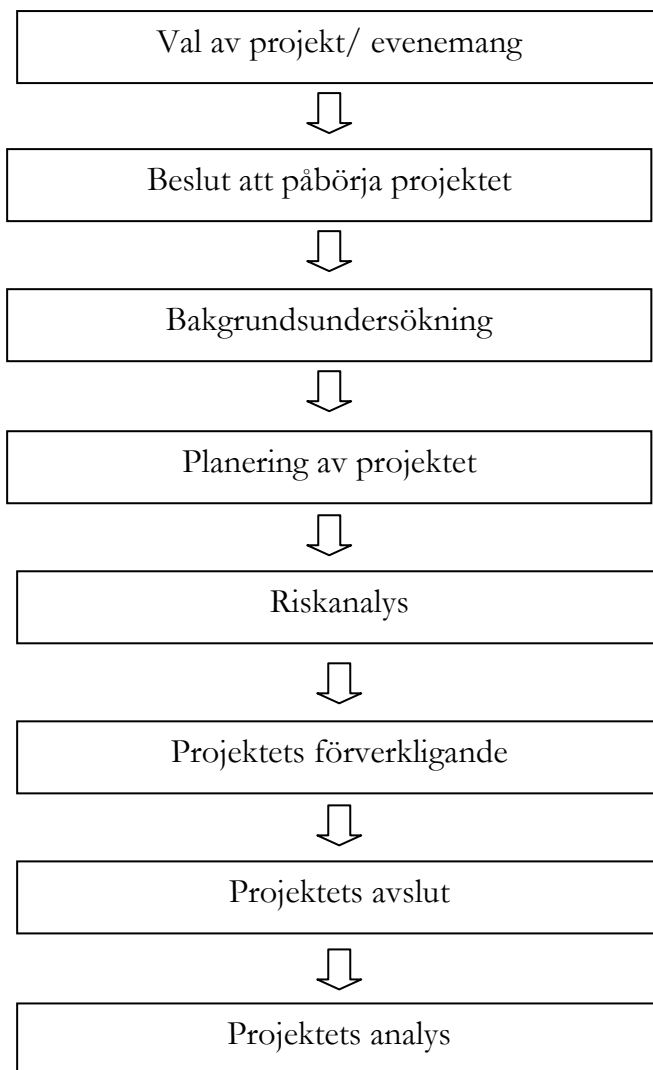 Val av projekt/ evenemang
Beslut att påbörja projektet
Bakgrundsundersökning
Planering av projektet
Riskanalys
Projektets förverkligande
Projektets avslut
Projektets analys